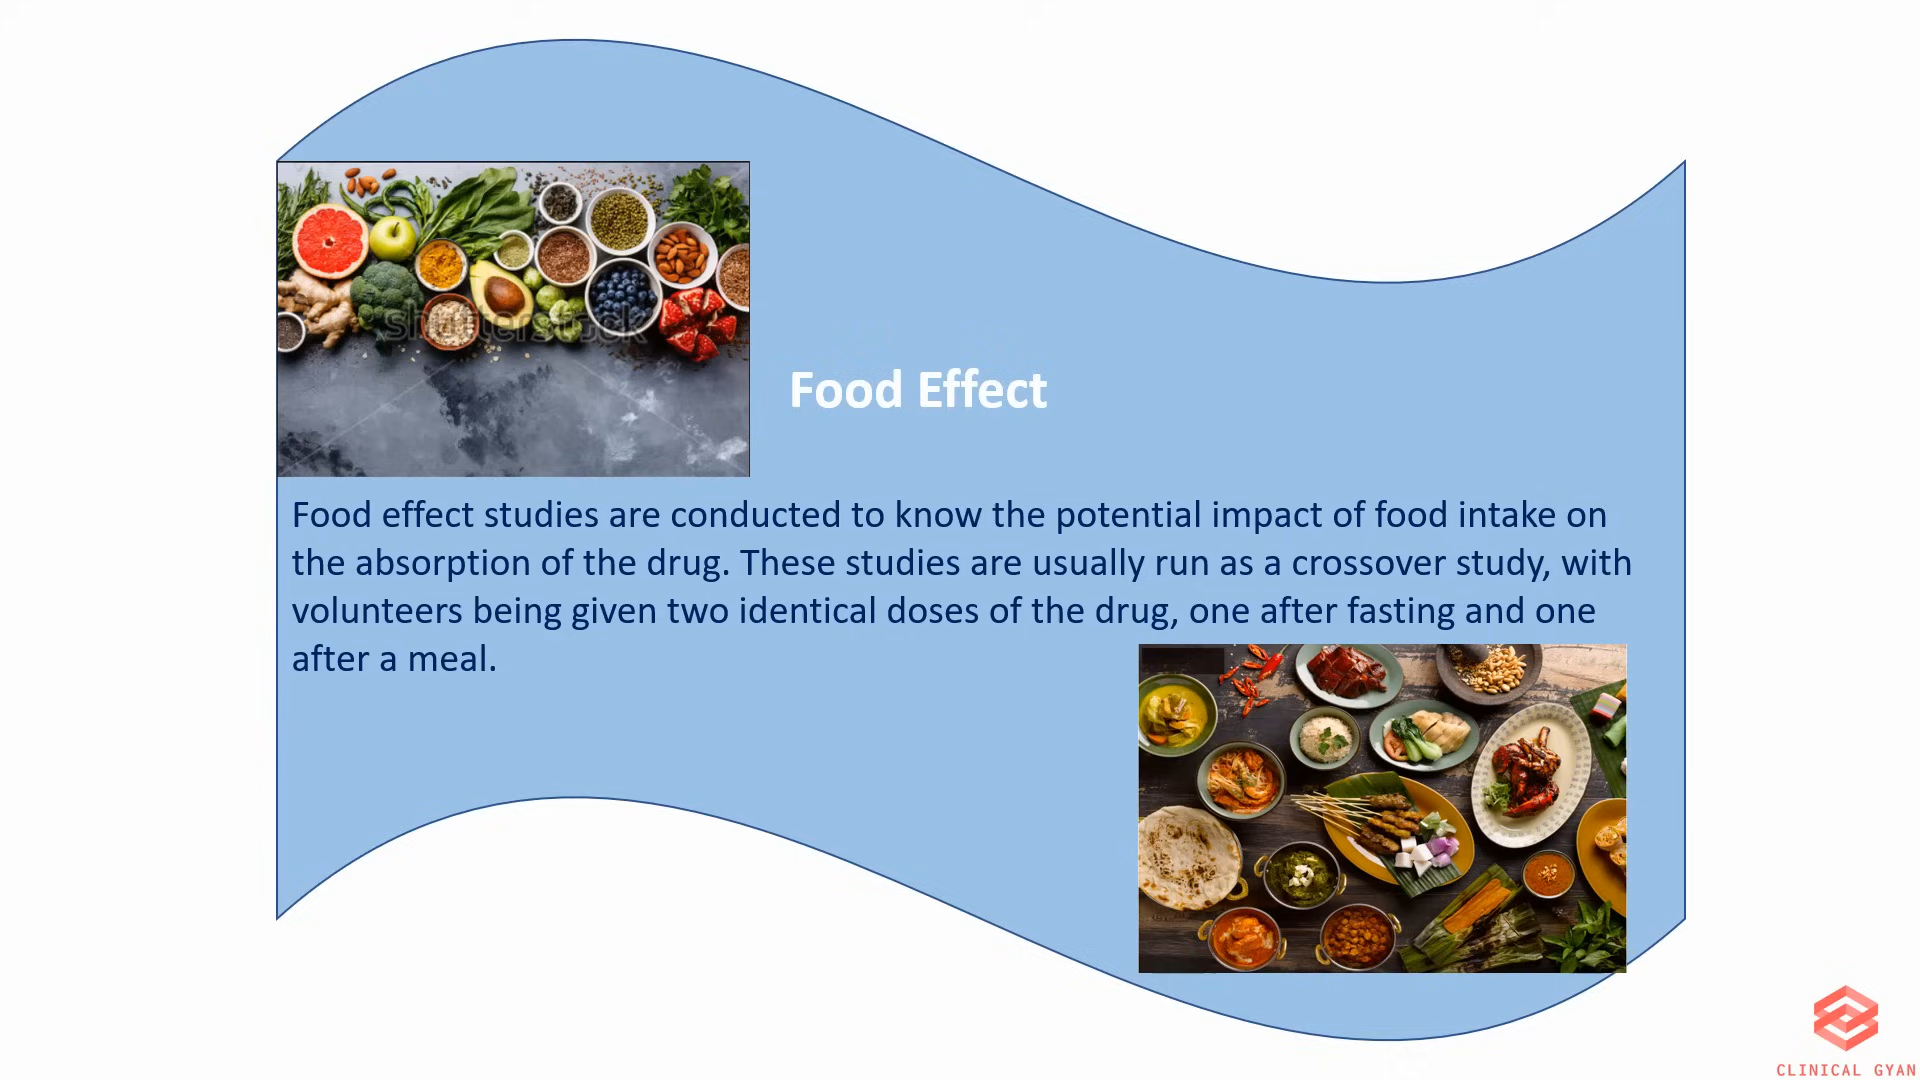 shutterstock
Food Effect
Food effect studies are conducted to know the potential impact of food intake on
the absorption of the drug. These studies are usually run as a crossover study, with
volunteers being given two identical doses of the drug, one after fasting and one
after a meal.
CLINICAL GYAN